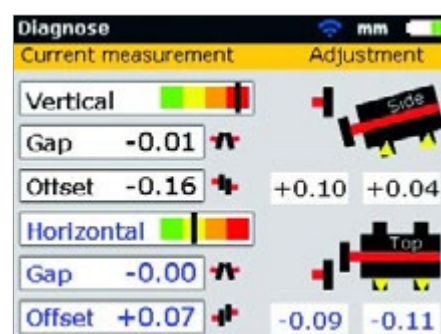 Diagnose mm
Current measurement Adjustment
Vertical
Side
Gap -0.01
Offset -0.16 +0.10 +0.04
Horizontal
Top
Gap -0.00
Offset +0.07 -0.09 -0.11